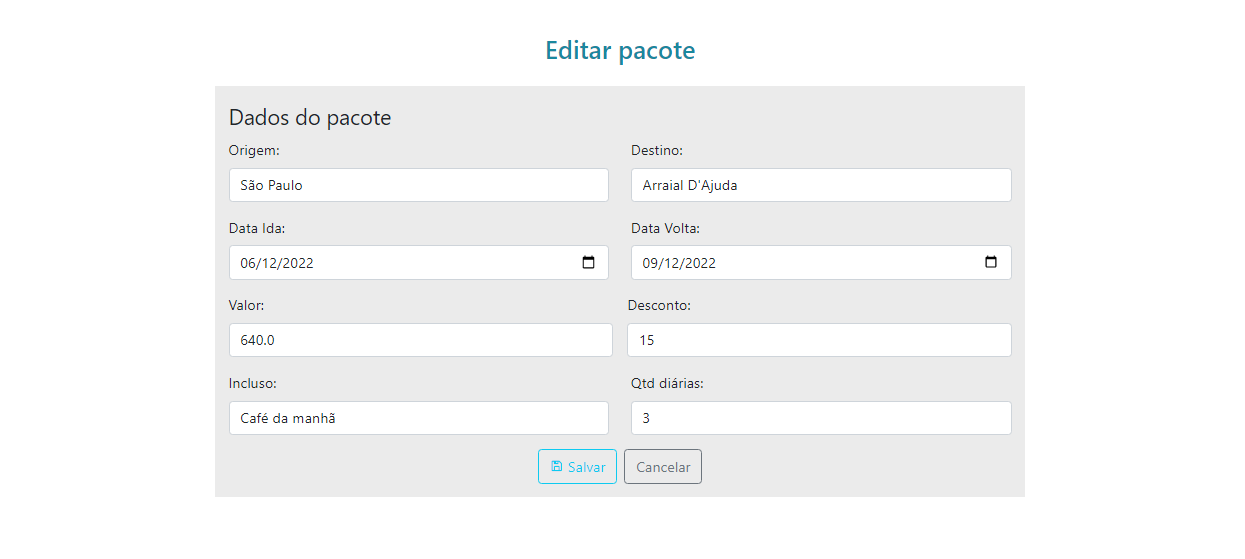 Editar pacote
Dados do pacote
Origem: Destino:
São Paulo Arraial D'Ajuda
Data Ida: Data Volta:
06/12/2022 09/12/2022
Valor: Desconto:
640.0 15
Incluso: Qtd diárias:
Café da manhã 3
Salvar Cancelar